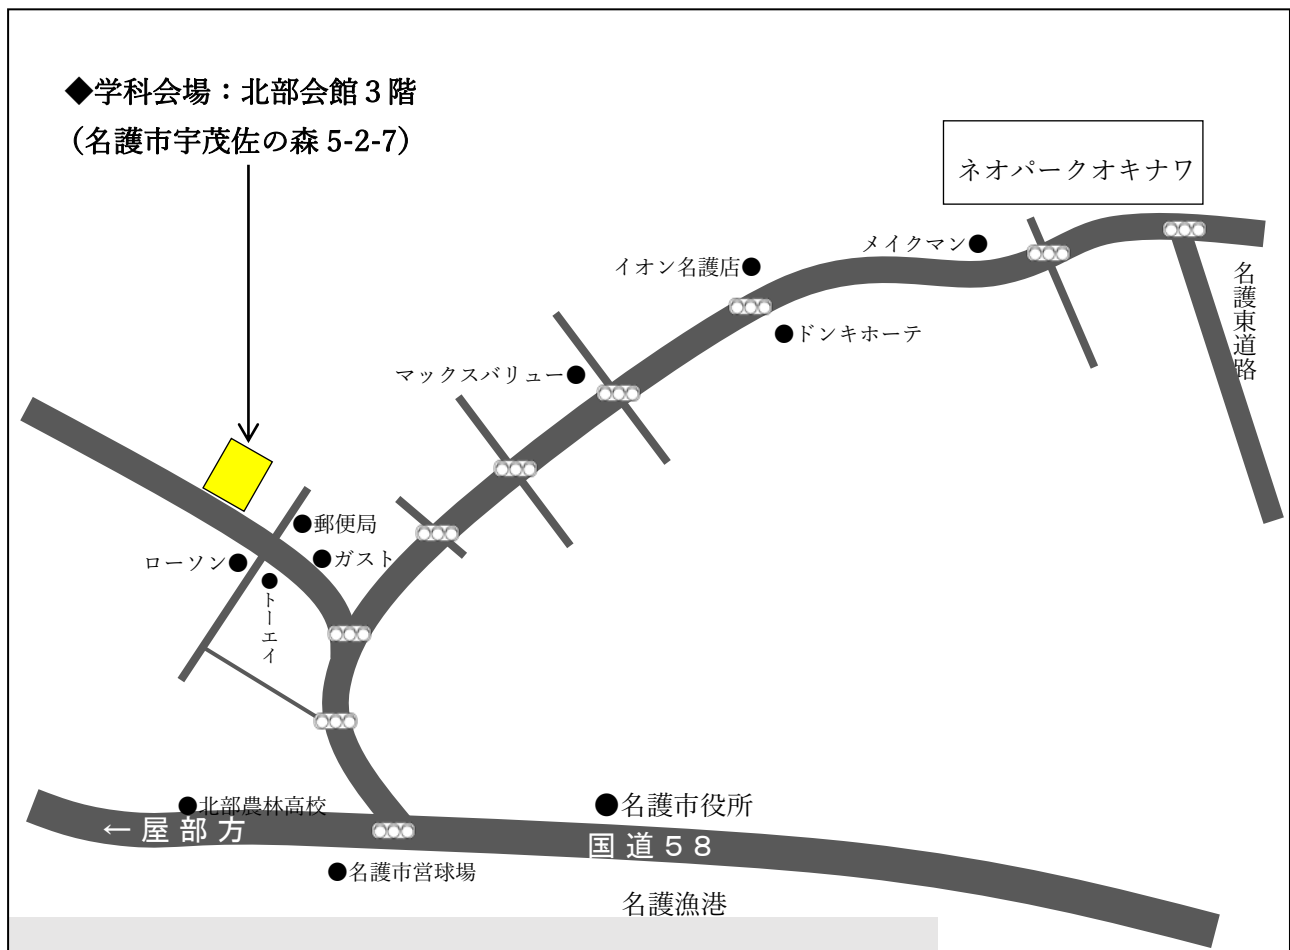 ◆学科会場：北部会館３階
（名護市宇茂佐の森 5-2-7）
ネオパークオキナワ
メイクマン●
イオン名護店●
名護東道路
●ドンキホーテ
マックスバリュー●
●郵便局
ローソン●
●ガスト
●トーエイ
●北部農林高校
●名護市役所
←屋部方
国道５８
●名護市営球場
名護漁港